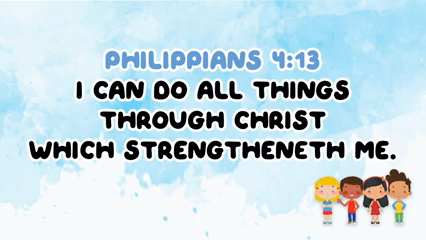 PHILIPPIANS 4:13
I CAN DO ALL THINGS
THROUGH CHRIST
WHICH STRENGTHENETH ME.